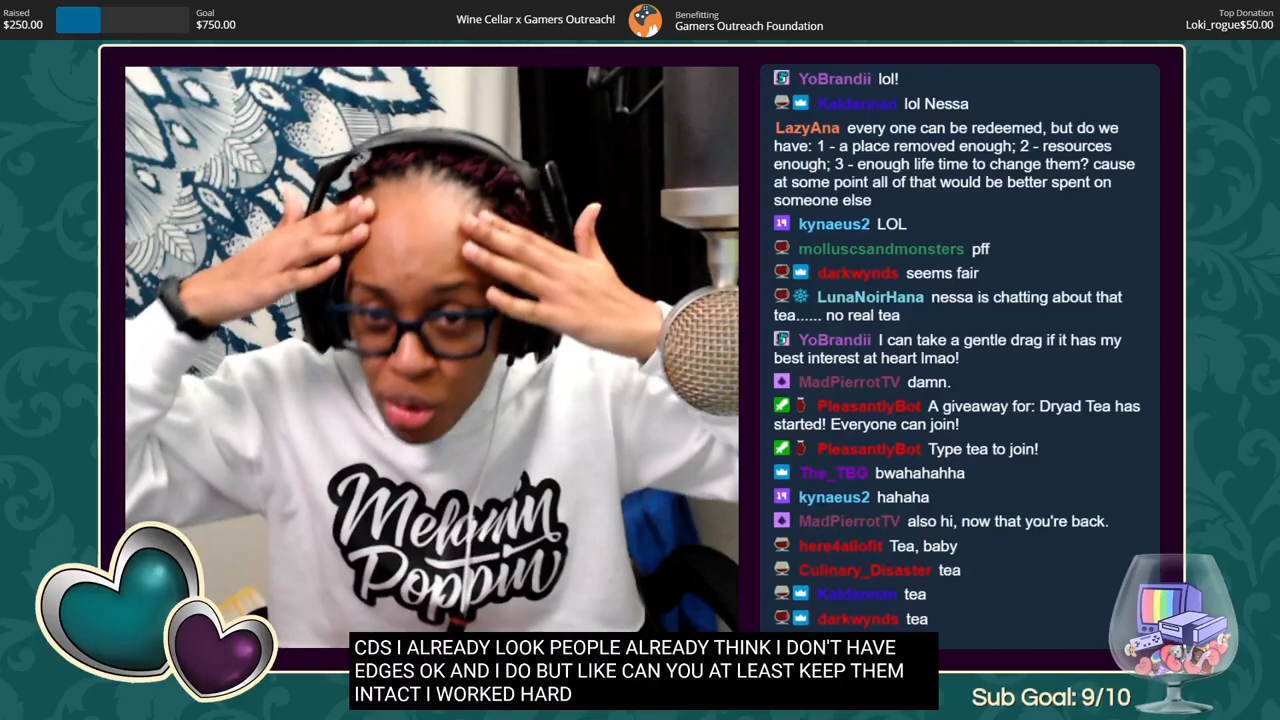 Raised
$250.00
Goal
$750.00
Wine Cellar x Gamers Outreach!
Benefitting
Gamers Outreach Foundation
Top Donation
Loki_rogue$50.00
YoBrandii lol!
Kaldannan lol Nessa
LazyAna every one can be redeemed, but do we
have: 1 - a place removed enough; 2 - resources
enough; 3 - enough life time to change them? cause
at some point all of that would be better spent on
someone else
19 kynaeus2 LOL
molluscsandmonsters pff
darkwynds seems fair
LunaNoirHana nessa is chatting about that
tea...... no real tea
YoBrandii I can take a gentle drag if it has my
best interest at heart lmao!
MadPierrotTV damn.
PleasantlyBot A giveaway for: Dryad Tea has
started! Everyone can join!
PleasantlyBot Type tea to join!
The_TBG bwahahahha
19 kynaeus2 hahaha
MadPierrotTV also hi, now that you're back.
here4allofit Tea, baby
Culinary_Disaster tea
Kaldannan tea
darkwynds tea
Melanin
Poppin
CDS I ALREADY LOOK PEOPLE ALREADY THINK I DON'T HAVE
EDGES OK AND I DO BUT LIKE CAN YOU AT LEAST KEEP THEM
INTACT I WORKED HARD
Sub Goal: 9/10